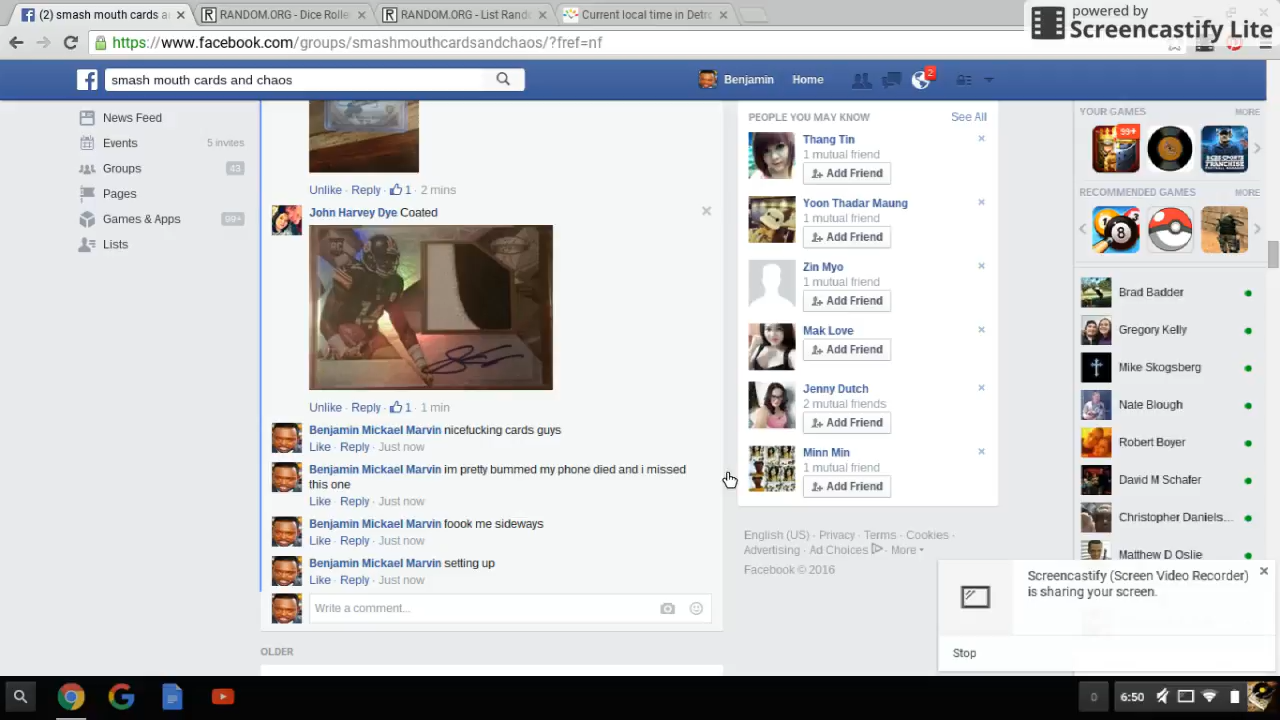 (2) smash mouth cards a
RANDOM.ORG - Dice Rolle
RANDOM.ORG - List Rand
Current local time in Detro
powered by
Screencastify Lite
https://www.facebook.com/groups/smashmouthcardsandchaos/?fref=nf
smash mouth cards and chaos
Benjamin
Home
2
News Feed
Events
5 invites
Groups
43
Pages
Games & Apps
99+
Lists
Unlike · Reply · 1 · 2 mins
John Harvey Dye Coated
Unlike · Reply · 1 · 1 min
Benjamin Mickael Marvin nicefucking cards guys
Like · Reply · Just now
Benjamin Mickael Marvin im pretty bummed my phone died and i missed
this one
Like · Reply · Just now
Benjamin Mickael Marvin foook me sideways
Like · Reply · Just now
Benjamin Mickael Marvin setting up
Like · Reply · Just now
Write a comment...
OLDER
PEOPLE YOU MAY KNOW
See All
Thang Tin
1 mutual friend
Add Friend
Yoon Thadar Maung
1 mutual friend
Add Friend
Zin Myo
1 mutual friend
Add Friend
Mak Love
1 mutual friend
Add Friend
Jenny Dutch
2 mutual friends
Add Friend
Minn Min
1 mutual friend
Add Friend
English (US) · Privacy · Terms · Cookies ·
Advertising · Ad Choices · More
Facebook © 2016
YOUR GAMES
MORE
99+
RECOMMENDED GAMES
MORE
8
Brad Badder
Gregory Kelly
Mike Skogsberg
Nate Blough
Robert Boyer
David M Schafer
Christopher Daniels...
Matthew D Oslie
Screencastify (Screen Video Recorder)
is sharing your screen.
Stop
0
6:50